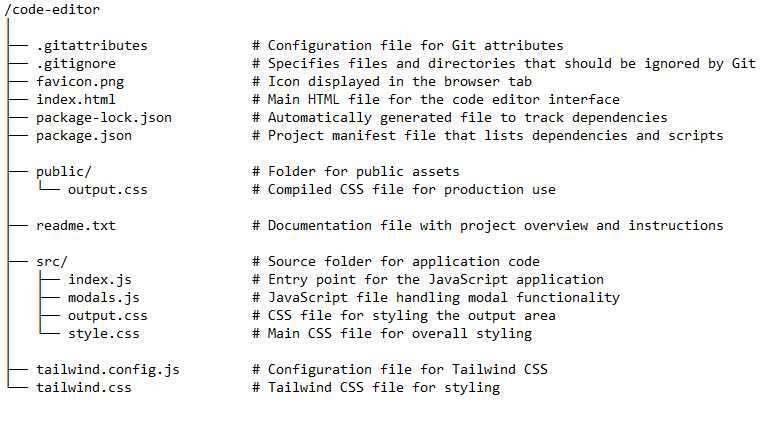 /code-editor
│
├── .gitattributes             # Configuration file for Git attributes
├── .gitignore                 # Specifies files and directories that should be ignored by Git
├── favicon.png                # Icon displayed in the browser tab
├── index.html                 # Main HTML file for the code editor interface
├── package-lock.json          # Automatically generated file to track dependencies
├── package.json               # Project manifest file that lists dependencies and scripts
│
├── public/                    # Folder for public assets
│   └── output.css             # Compiled CSS file for production use
│
├── readme.txt                 # Documentation file with project overview and instructions
│
├── src/                       # Source folder for application code
│   ├── index.js               # Entry point for the JavaScript application
│   ├── modals.js              # JavaScript file handling modal functionality
│   ├── output.css             # CSS file for styling the output area
│   └── style.css              # Main CSS file for overall styling
│
├── tailwind.config.js         # Configuration file for Tailwind CSS
└── tailwind.css               # Tailwind CSS file for styling